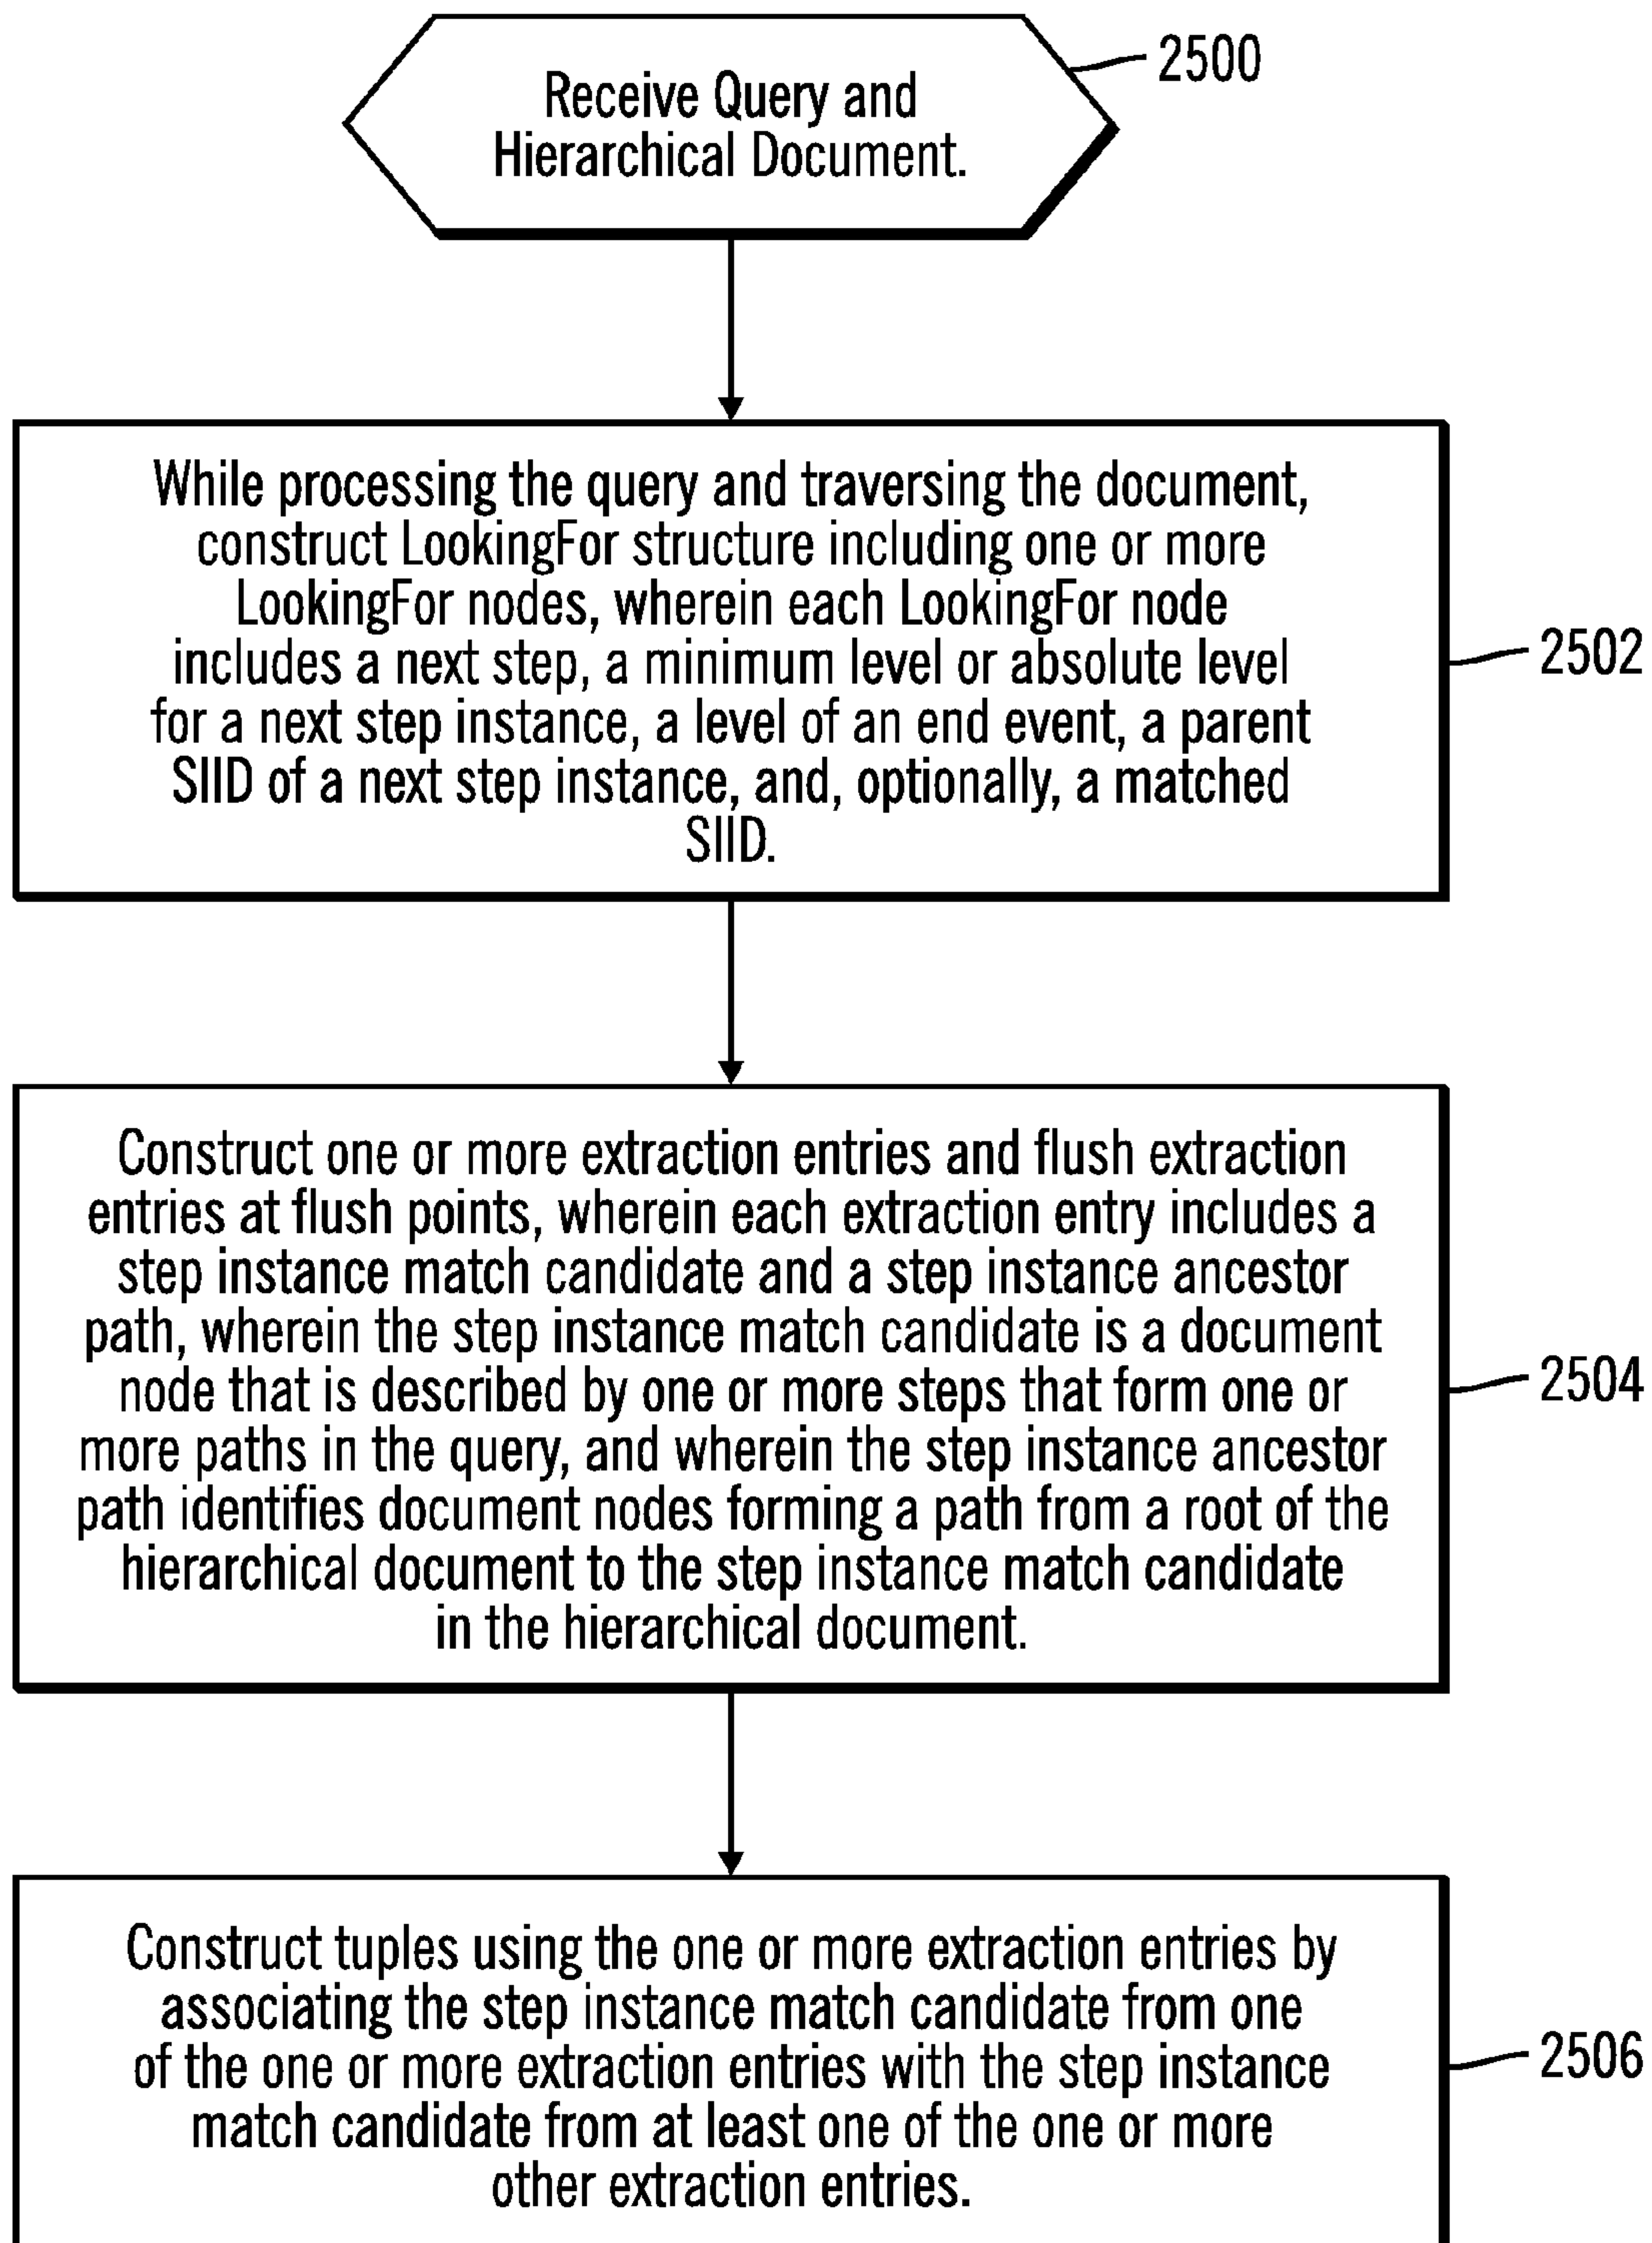 Receive Query and
Hierarchical Document.
2500
While processing the query and traversing the document,
construct LookingFor structure including one or more
LookingFor nodes, wherein each LookingFor node
includes a next step, a minimum level or absolute level
for a next step instance, a level of an end event, a parent
SIID of a next step instance, and, optionally, a matched
SIID.
2502
Construct one or more extraction entries and flush extraction
entries at flush points, wherein each extraction entry includes a
step instance match candidate and a step instance ancestor
path, wherein the step instance match candidate is a document
node that is described by one or more steps that form one or
more paths in the query, and wherein the step instance ancestor
path identifies document nodes forming a path from a root of the
hierarchical document to the step instance match candidate
in the hierarchical document.
2504
Construct tuples using the one or more extraction entries by
associating the step instance match candidate from one
of the one or more extraction entries with the step instance
match candidate from at least one of the one or more
other extraction entries.
2506